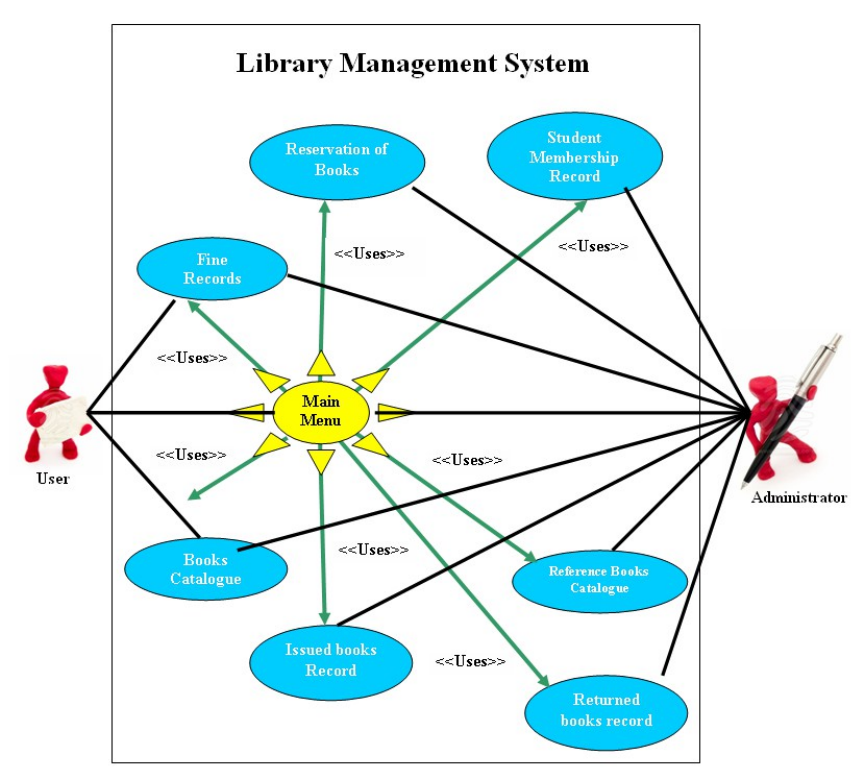 Library Management System
Reservation of
Books
Student
Membership
Record
<<Uses>>
<<Uses>>
Fine
Records
<<Uses>>
Main
Menu
<<Uses>>
<<Uses>>
User
Administrator
<<Uses>>
Books
Catalogue
Reference Books
Catalogue
Issued books
Record
<<Uses>>
Returned
books record